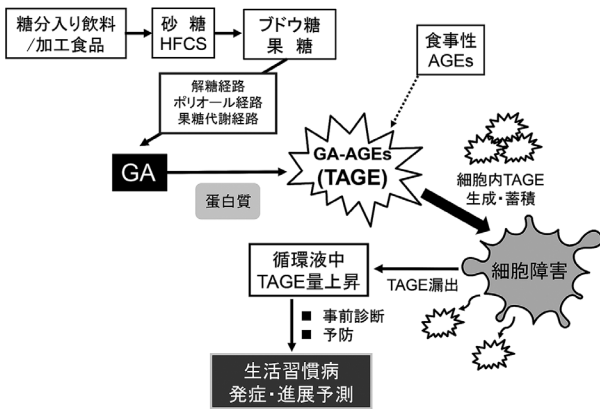 糖分入り飲料
/加工食品
砂 糖
HFCS
ブドウ糖
果 糖
食事性
AGEs
解糖経路
ポリオール経路
果糖代謝経路
GA
蛋白質
GA-AGEs
(TAGE)
細胞内TAGE
生成・蓄積
細胞障害
TAGE漏出
循環液中
TAGE量上昇
■ 事前診断
■ 予防
生活習慣病
発症・進展予測